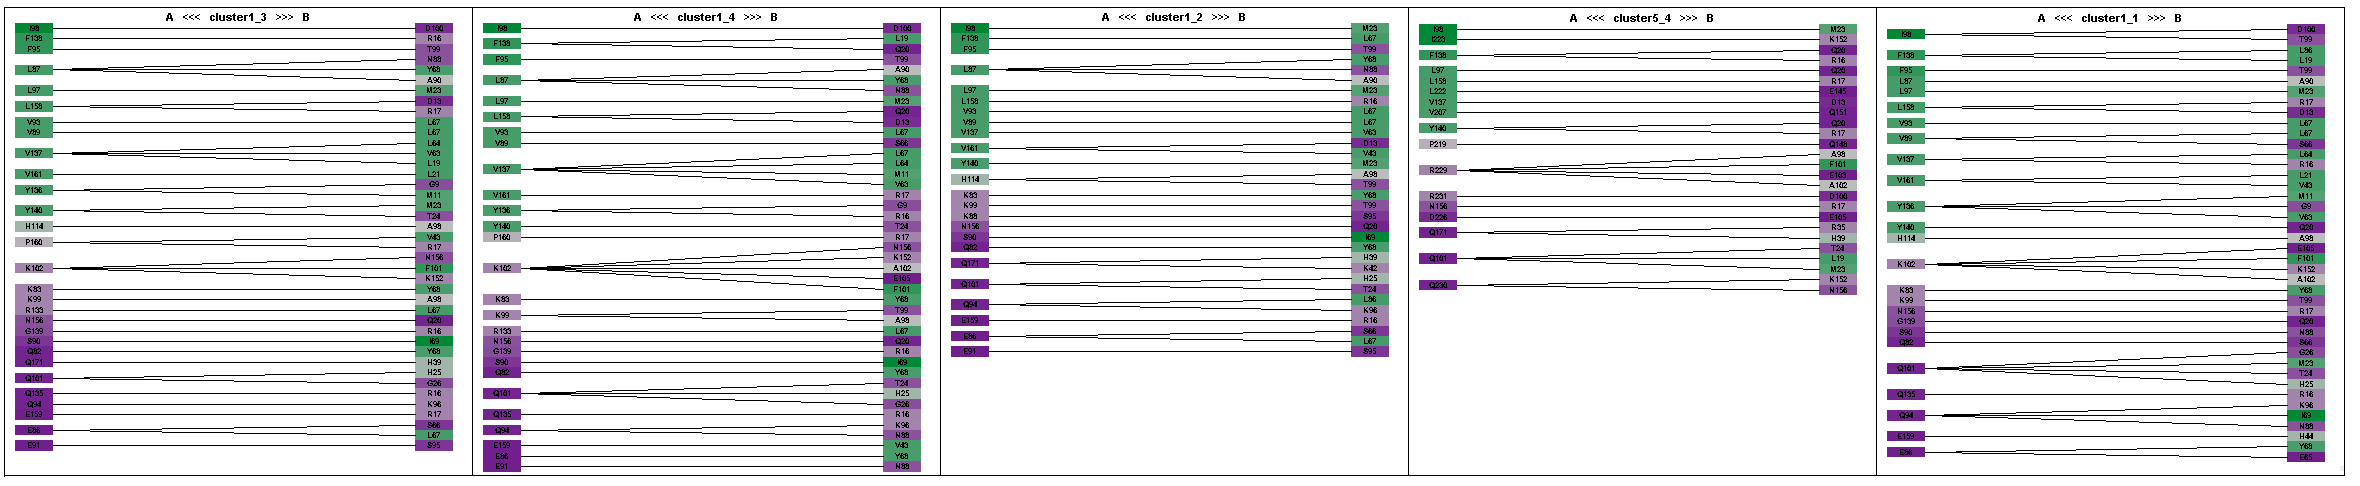 A <<< cluster1_3 >>> B
I98
F138
F95
L87
L97
L158
V93
V89
V137
V161
Y136
Y140
H114
P160
K102
K83
K99
R133
N156
G139
S90
Q82
Q171
Q101
Q135
Q94
E159
E86
E91
D100
R16
T99
N88
Y68
A90
M23
D13
R17
L67
L67
L64
V63
L19
L21
G9
M11
M23
T24
A98
V43
R17
N156
F101
K152
Y68
A98
L67
Q20
R16
I69
Y68
H39
H25
G26
R16
K96
R17
S66
L67
S95
A <<< cluster1_4 >>> B
I98
F138
F95
L87
L97
L158
V93
V89
V137
V161
Y136
Y140
P160
K102
K83
K99
R133
N156
G139
S90
Q82
Q101
Q135
Q94
E159
E86
E91
D100
L19
Q20
T99
A90
Y68
N88
M23
Q20
D13
L67
S66
L67
L64
M11
V63
R17
G9
R16
T24
R17
N156
K152
A102
E105
F101
Y68
T99
A98
L67
Q20
R16
I69
Y68
T24
H25
G26
R16
K96
N88
V43
Y68
N88
A <<< cluster1_2 >>> B
I98
F138
F95
L87
L97
L158
V93
V89
V137
V161
Y140
H114
K83
K99
K88
N156
S90
Q82
Q171
Q101
Q94
E159
E86
E91
M23
L67
T99
Y68
N88
A90
M23
R16
L67
L67
V63
D13
V43
M23
A98
T99
Y68
T99
S95
Q20
I69
Y68
H39
K42
H25
T24
L86
K96
R16
S66
L67
S95
A <<< cluster5_4 >>> B
I98
I223
F138
L97
L158
L222
V137
V207
Y140
P219
R229
R231
N156
D226
Q171
Q101
Q230
M23
K152
Q20
R16
Q20
R17
E145
D13
Q151
Q20
R17
Q148
A98
F101
E103
A102
D100
R17
E105
R35
H39
T24
L19
M23
K152
N156
A <<< cluster1_1 >>> B
I98
F138
F95
L87
L97
L158
V93
V89
V137
V161
Y136
Y140
H114
K102
K83
K99
N156
G139
S90
Q82
Q101
Q135
Q94
E159
E86
D100
T99
L86
L19
T99
A90
M23
R17
D13
L67
L67
S66
L64
R16
L21
V43
M11
G9
V63
Q20
A98
E105
F101
K152
A102
Y68
T99
R17
Q20
N88
S66
G26
M23
T24
H25
R16
K96
I69
N88
H44
Y68
E65